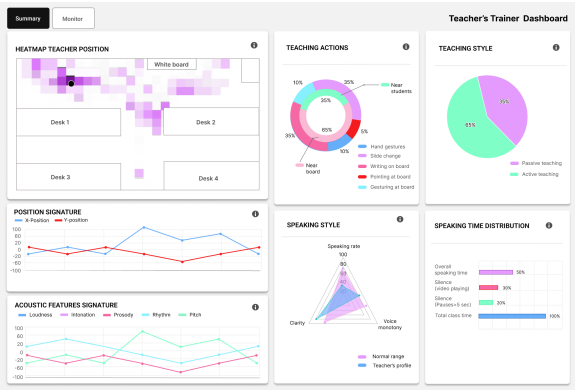 Summary
Monitor
Teacher's Trainer Dashboard
HEATMAP TEACHER POSITION
White board
Desk 1
Desk 2
Desk 3
Desk 4
TEACHING ACTIONS
10%
35%
Near
students
35%
35%
65%
5%
10%
Near
board
Hand gestures
Slide change
Writing on board
Pointing at board
Gesturing at board
TEACHING STYLE
35%
65%
Passive teaching
Active teaching
POSITION SIGNATURE
X-Position
Y-position
100
60
20
0
-20
-60
-100
ACOUSTIC FEATURES SIGNATURE
Loudness
Intonation
Prosody
Rhythm
Pitch
100
60
20
0
-20
-60
-100
SPEAKING STYLE
Speaking rate
100
80
60
40
Clarity
Voice
monotony
Normal range
Teacher's profile
SPEAKING TIME DISTRIBUTION
Overall
speaking time
50%
Silence
(video playing)
30%
Silence
(Pauses+5 sec)
20%
Total class time
100%